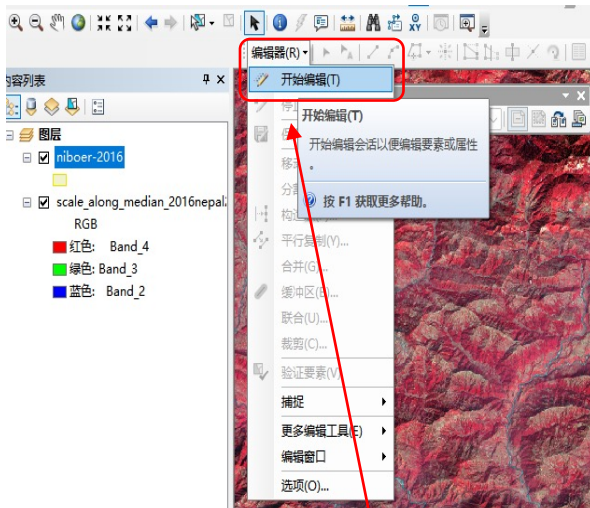 编辑器(R)
开始编辑(T)
内容列表
图层
niboer-2016
scale_along_median_2016nepal
RGB
红色: Band_4
绿色: Band_3
蓝色: Band_2
开始编辑(T)
开始编辑会话以便编辑要素或属性
。
按 F1 获取更多帮助。
平行复制(Y)...
合并(G)...
缓冲区(B)...
联合(U)...
裁剪(C)...
验证要素(V)
捕捉
更多编辑工具(E)
编辑窗口
选项(O)...